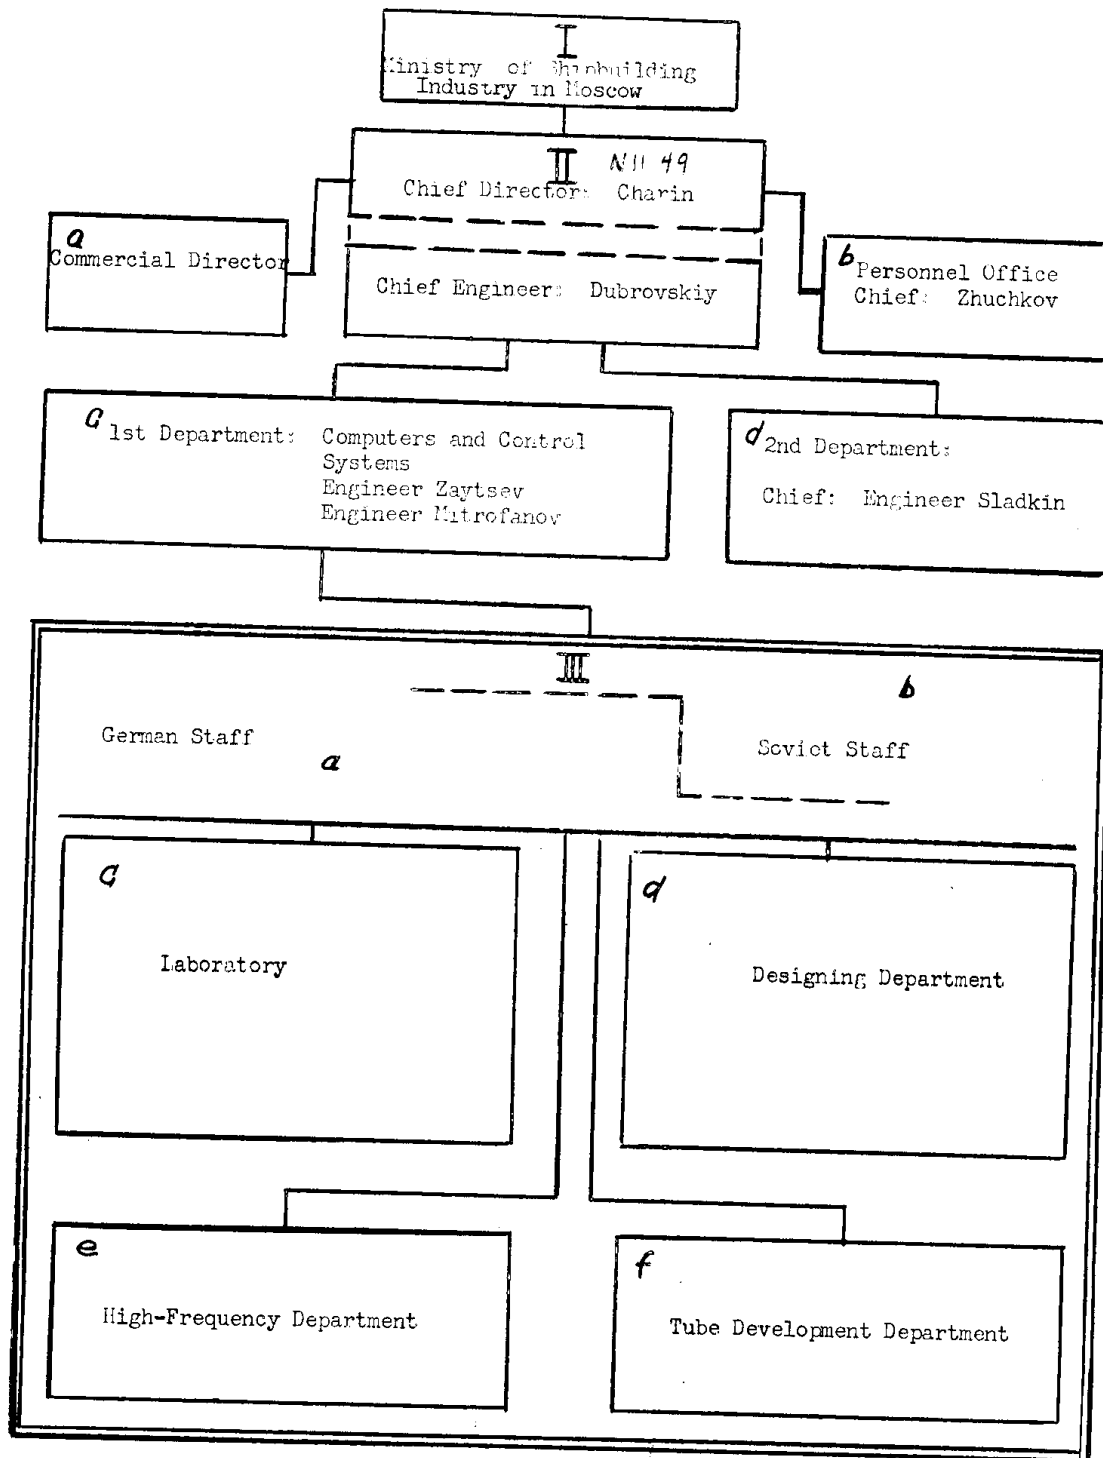 I
Ministry of Shipbuilding
Industry in Moscow
II NII 49
Chief Director: Charin
a
Commercial Director
Chief Engineer: Dubrovskiy
b
Personnel Office
Chief: Zhuchkov
c
1st Department: Computers and Control
Systems
Engineer Zaytsev
Engineer Mitrofanov
d
2nd Department:
Chief: Engineer Sladkin
III
German Staff
a
b
Soviet Staff
c
Laboratory
d
Designing Department
e
High-Frequency Department
f
Tube Development Department